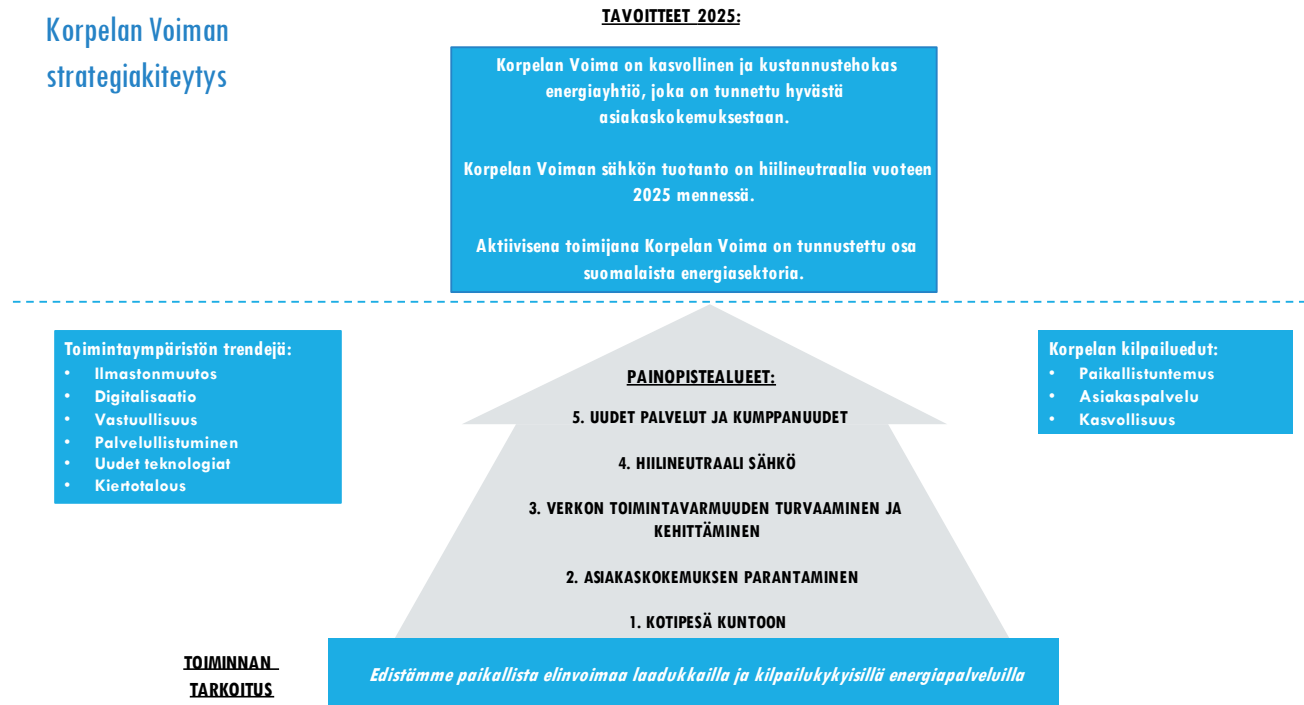 Korpelan Voiman
strategiakiteytys
TAVOITTEET 2025:
Korpelan Voima on kasvollinen ja kustannustehokas
energiayhtiö, joka on tunnettu hyvästä
asiakaskokemuksestaan.
Korpelan Voiman sähkön tuotanto on hiilineutraalia vuoteen
2025 mennessä.
Aktiivisena toimijana Korpelan Voima on tunnustettu osa
suomalaista energiasektoria.
Toimintaympäristön trendejä:
• Ilmastonmuutos
• Digitalisaatio
• Vastuullisuus
• Palvelullistuminen
• Uudet teknologiat
• Kiertotalous
PAINOPISTEALUEET:
5. UUDET PALVELUT JA KUMPPANUUDET
4. HIILINEUTRAALI SÄHKÖ
3. VERKON TOIMINTAVARMUUDEN TURVAAMINEN JA
KEHITTÄMINEN
2. ASIAKASKOKEMUKSEN PARANTAMINEN
1. KOTIPESÄ KUNTOON
Korpelan kilpailuedut:
• Paikallistuntemus
• Asiakaspalvelu
• Kasvollisuus
TOIMINNAN
TARKOITUS
Edistämme paikallista elinvoimaa laadukkailla ja kilpailukykyisillä energiapalveluilla